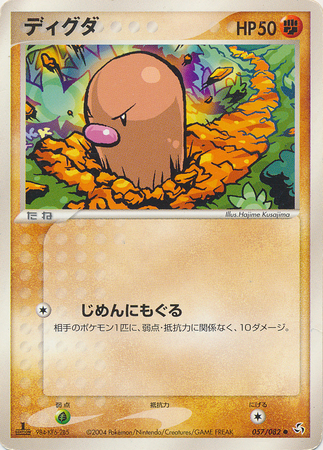 ディグダ HP50
Illus.Hajime Kusajima
たね
じめんにもぐる
相手のポケモン1匹に、弱点・抵抗力に関係なく、10ダメージ。
弱点 抵抗力 にげる
1
©2004 Pokémon/Nintendo/Creatures/GAME FREAK. 057/082 ●